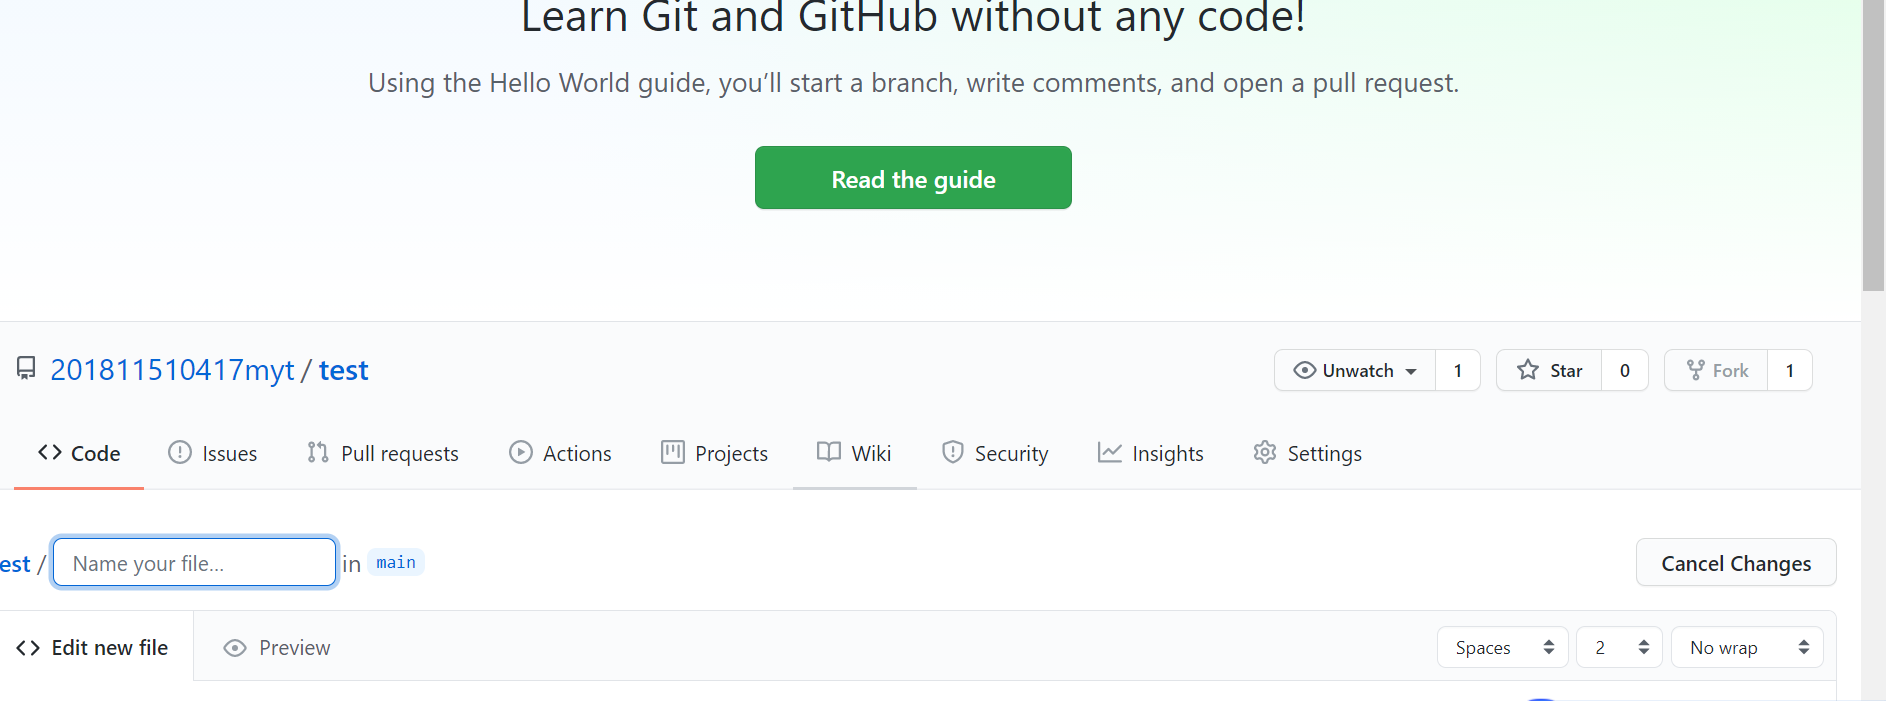 Learn Git and GitHub without any code!
Using the Hello World guide, you’ll start a branch, write comments, and open a pull request.
Read the guide
201811510417myt / test Unwatch 1 Star 0 Fork 1
Code Issues Pull requests Actions Projects Wiki Security Insights Settings
est / Name your file... in main Cancel Changes
Edit new file Preview Spaces 2 No wrap